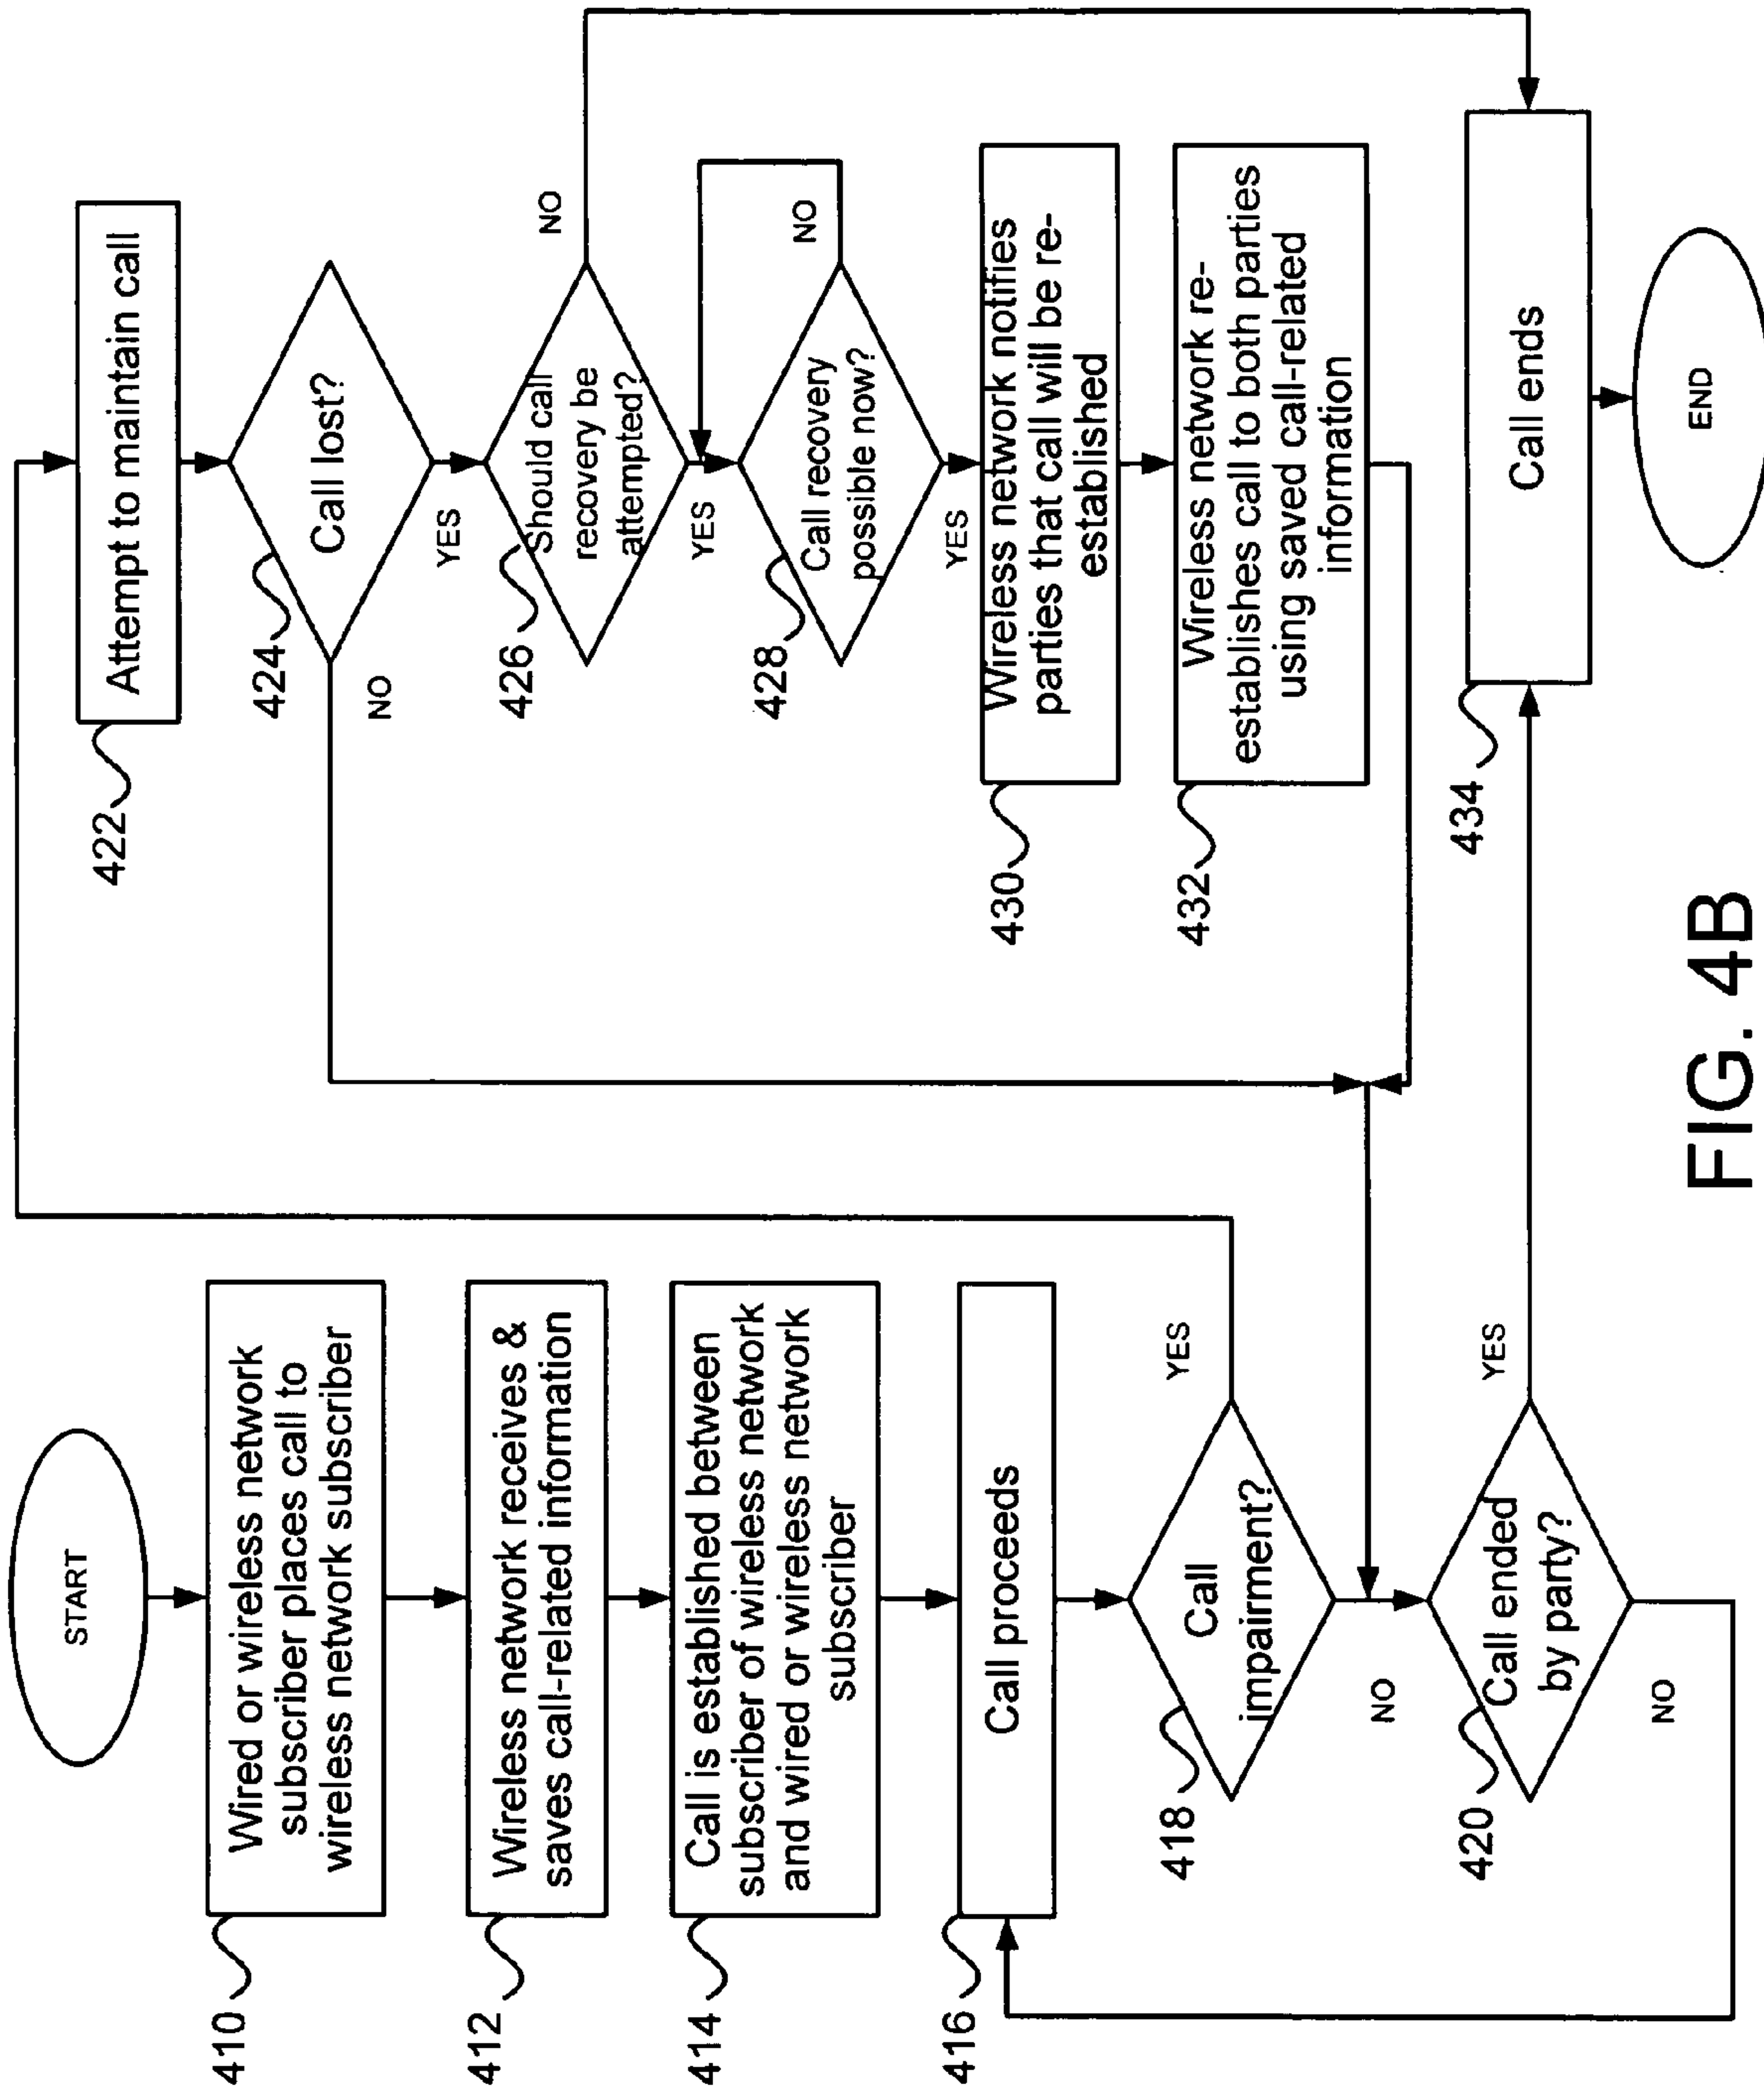 START
410
Wired or wireless network
subscriber places call to
wireless network subscriber
412
Wireless network receives &
saves call-related information
414
Call is established between
subscriber of wireless network
and wired or wireless network
subscriber
416
Call proceeds
418
Call
impairment?
YES
NO
420
Call ended
by party?
YES
NO
422
Attempt to maintain call
424
Call lost?
NO
YES
426
Should call
recovery be
attempted?
NO
YES
428
Call recovery
possible now?
NO
YES
430
Wireless network notifies
parties that call will be re-
established
432
Wireless network re-
establishes call to both parties
using saved call-related
information
434
Call ends
END
FIG. 4B